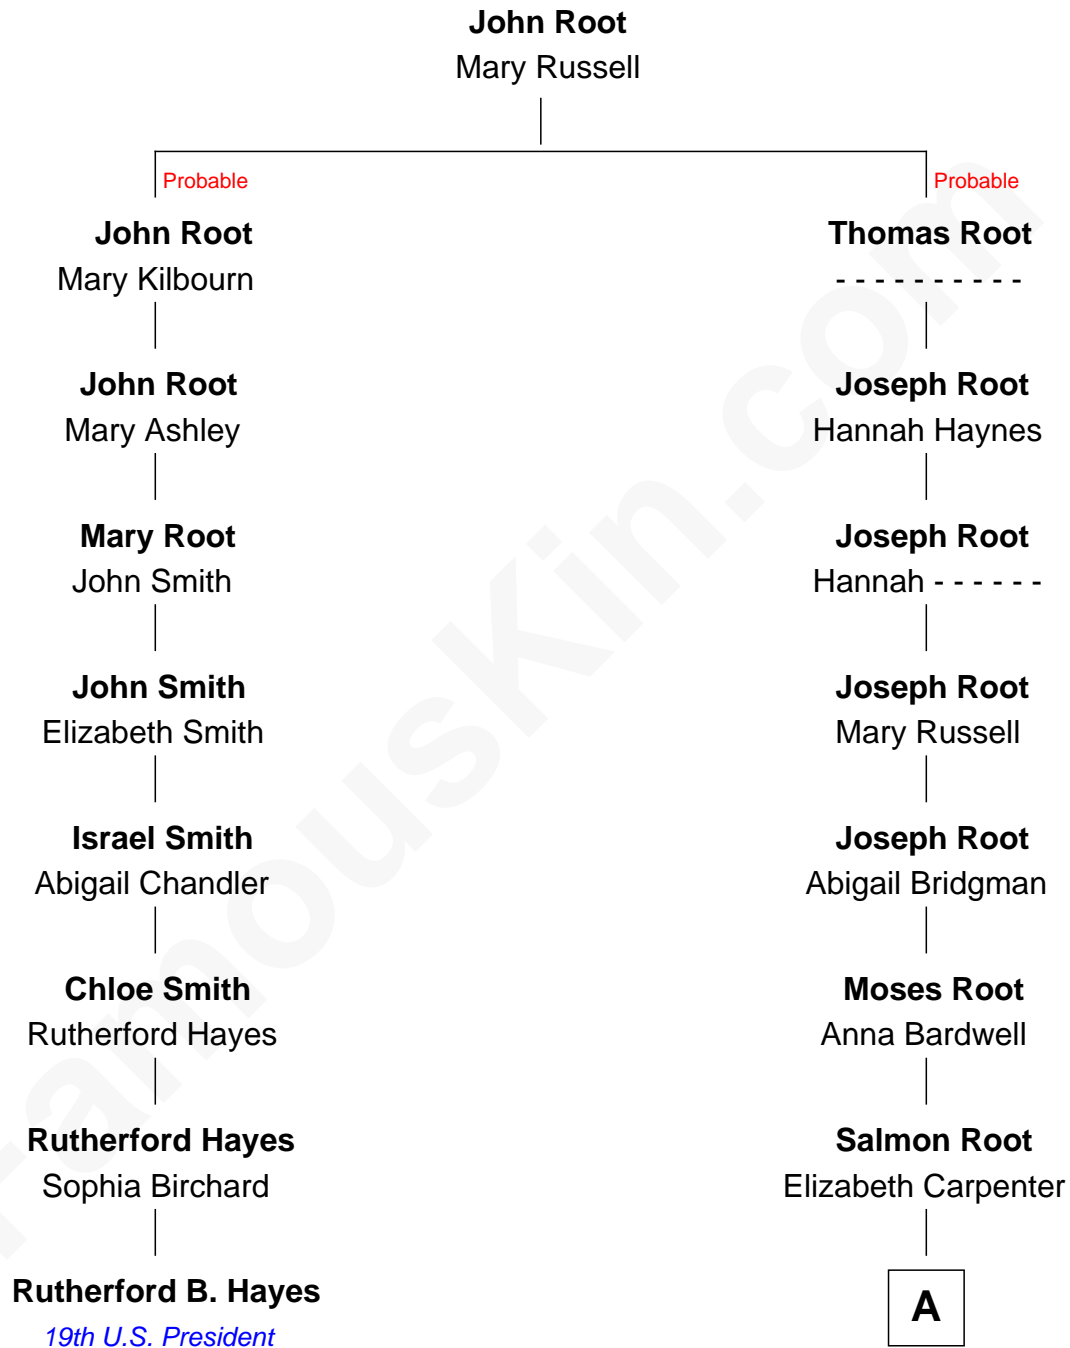 John Root
Mary Russell
Probable
Probable
John Root
Mary Kilbourn
Thomas Root
- - - - - - - - - -
John Root
Mary Ashley
Joseph Root
Hannah Haynes
Mary Root
John Smith
Joseph Root
Hannah - - - - - -
John Smith
Elizabeth Smith
Joseph Root
Mary Russell
Israel Smith
Abigail Chandler
Joseph Root
Abigail Bridgman
Chloe Smith
Rutherford Hayes
Moses Root
Anna Bardwell
Rutherford Hayes
Sophia Birchard
Salmon Root
Elizabeth Carpenter
Rutherford B. Hayes
19th U.S. President
A
FamousKin.com